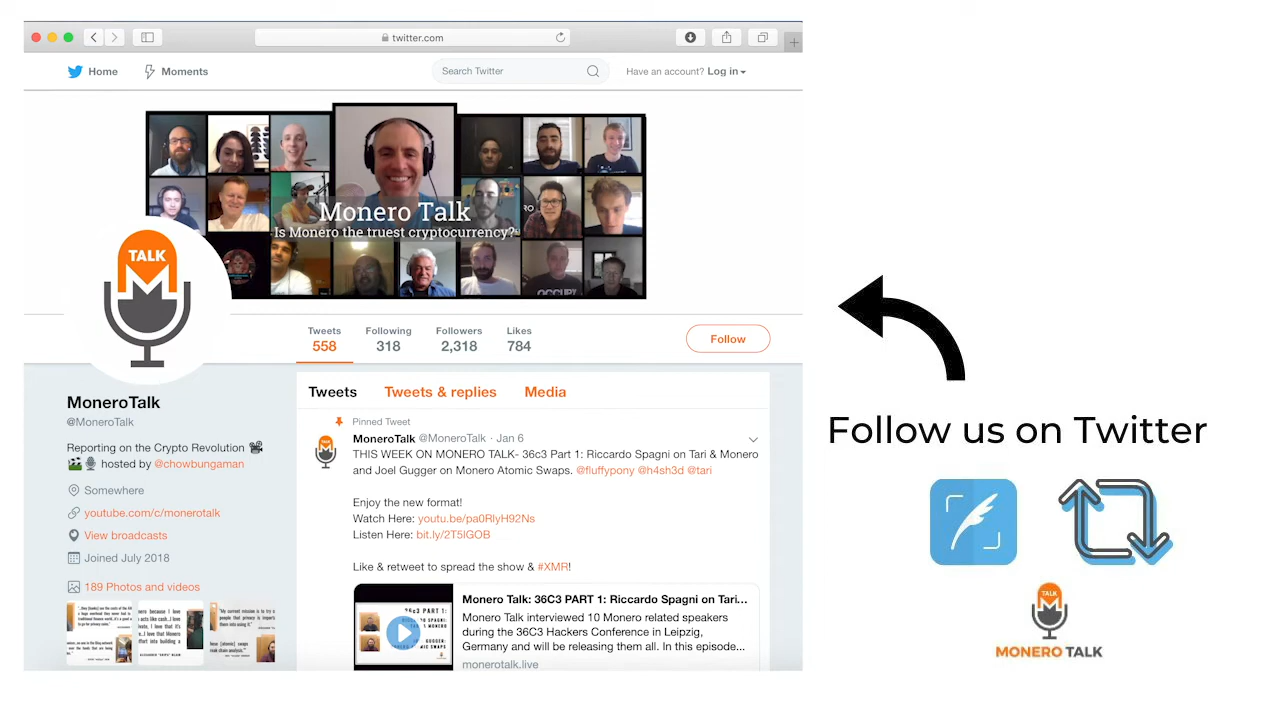 twitter.com
Home
Moments
Search Twitter
Have an account? Log in
Monero Talk
Is Monero the truest cryptocurrency?
TALK
Tweets
558
Following
318
Followers
2,318
Likes
784
Follow
MoneroTalk
@MoneroTalk
Reporting on the Crypto Revolution
hosted by @chowbungaman
Somewhere
youtube.com/c/monerotalk
View broadcasts
Joined July 2018
189 Photos and videos
Tweets
Tweets & replies
Media
Pinned Tweet
MoneroTalk @MoneroTalk · Jan 6
THIS WEEK ON MONERO TALK- 36c3 Part 1: Riccardo Spagni on Tari & Monero
and Joel Gugger on Monero Atomic Swaps. @fluffypony @h4sh3d @tari
Enjoy the new format!
Watch Here: youtu.be/pa0RlyH92Ns
Listen Here: bit.ly/2T5IGOB
Like & retweet to spread the show & #XMR!
Monero Talk: 36C3 PART 1: Riccardo Spagni on Tari...
Monero Talk interviewed 10 Monero related speakers
during the 36C3 Hackers Conference in Leipzig,
Germany and will be releasing them all. In this episode...
monerotalk.live
Follow us on Twitter
TALK
MONERO TALK